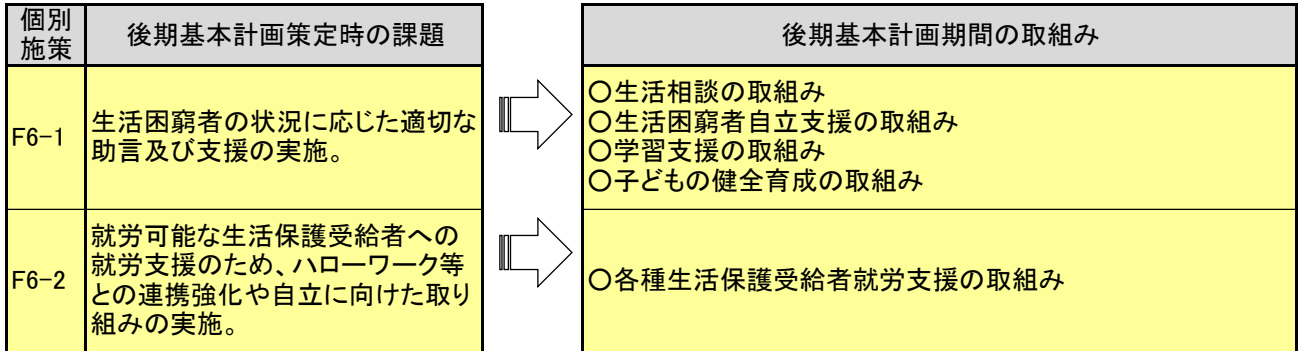 個別
施策
後期基本計画策定時の課題
後期基本計画期間の取組み
F6-1
生活困窮者の状況に応じた適切な
助言及び支援の実施。
○生活相談の取組み
○生活困窮者自立支援の取組み
○学習支援の取組み
○子どもの健全育成の取組み
F6-2
就労可能な生活保護受給者への
就労支援のため、ハローワーク等
との連携強化や自立に向けた取り
組みの実施。
○各種生活保護受給者就労支援の取組み